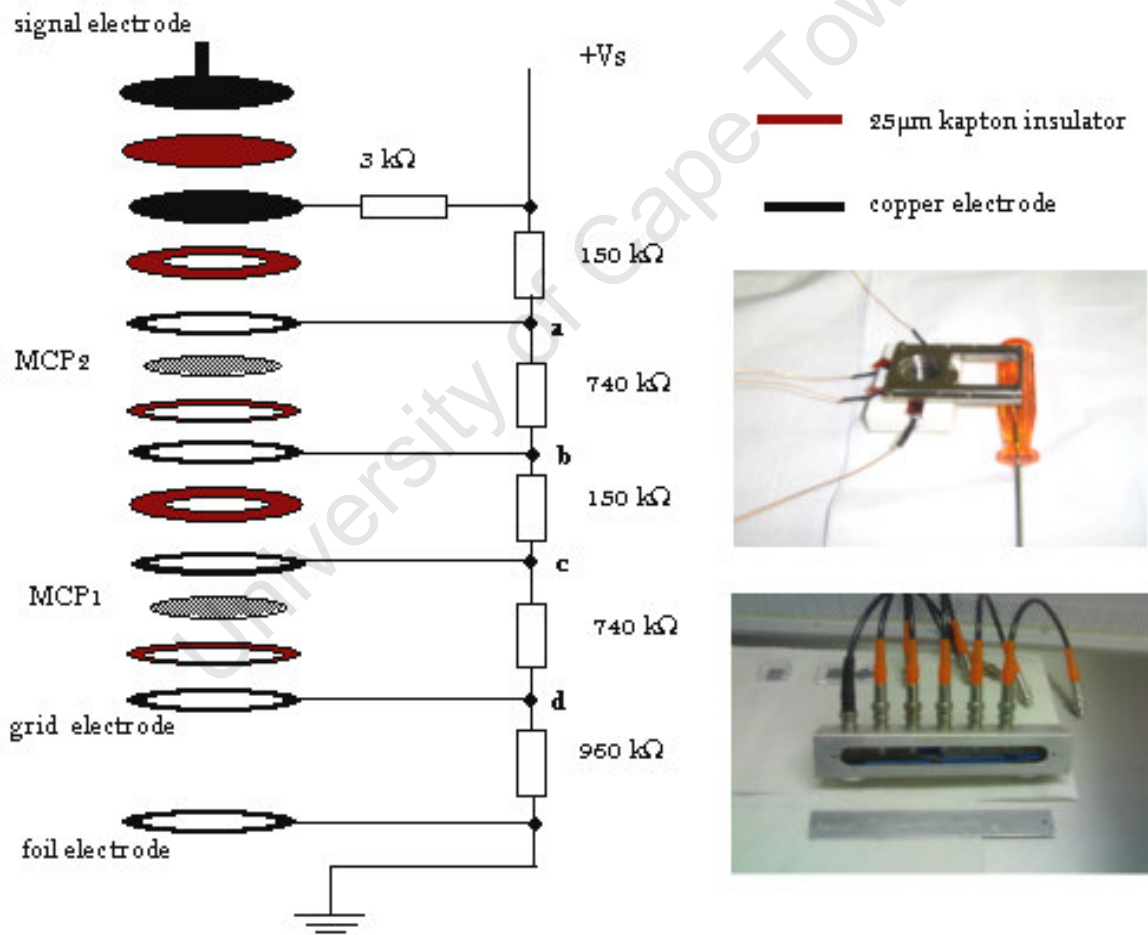 signal electrode
+Vs
25µm kapton insulator
3 kΩ
copper electrode
150 kΩ
a
MCP2
740 kΩ
b
150 kΩ
c
MCP1
740 kΩ
d
grid electrode
960 kΩ
foil electrode
University of Cape Tow